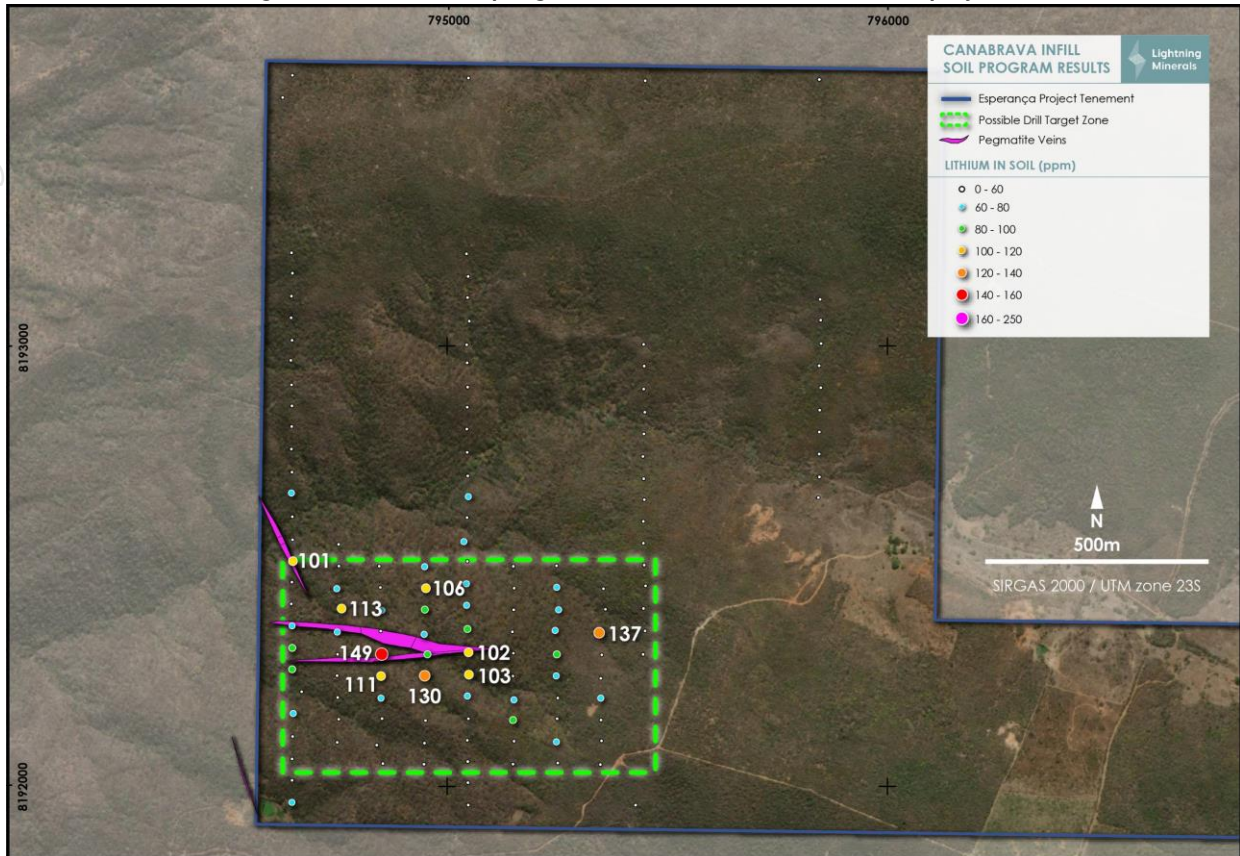 795000
796000
CANABRAVA INFILL
SOIL PROGRAM RESULTS
Lightning
Minerals
Esperança Project Tenement
Possible Drill Target Zone
Pegmatite Veins
LITHIUM IN SOIL (ppm)
0 - 60
60 - 80
80 - 100
100 - 120
120 - 140
140 - 160
160 - 250
8193000
N
500m
SIRGAS 2000 / UTM zone 23S
101
106
113
137
149
102
111
130
103
8192000